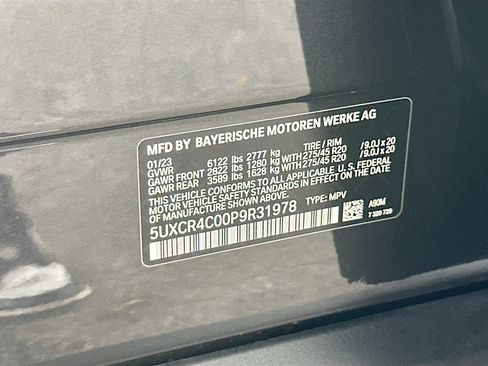 MFD BY BAYERISCHE MOTOREN WERKE AG
01/23
GVWR 6122 lbs 2777 kg TIRE / RIM
GAWR FRONT 2822 lbs 1280 kg WITH 275/45 R20 /9.0J x 20
GAWR REAR 3589 lbs 1628 kg WITH 275/45 R20 /9.0J x 20
THIS VEHICLE CONFORMS TO ALL APPLICABLE U.S. FEDERAL
MOTOR VEHICLE SAFETY STANDARDS IN EFFECT ON THE
DATE OF MANUFACTURE SHOWN ABOVE.
5UXCR4C00P9R31978 TYPE: MPV A90M
7 320 729